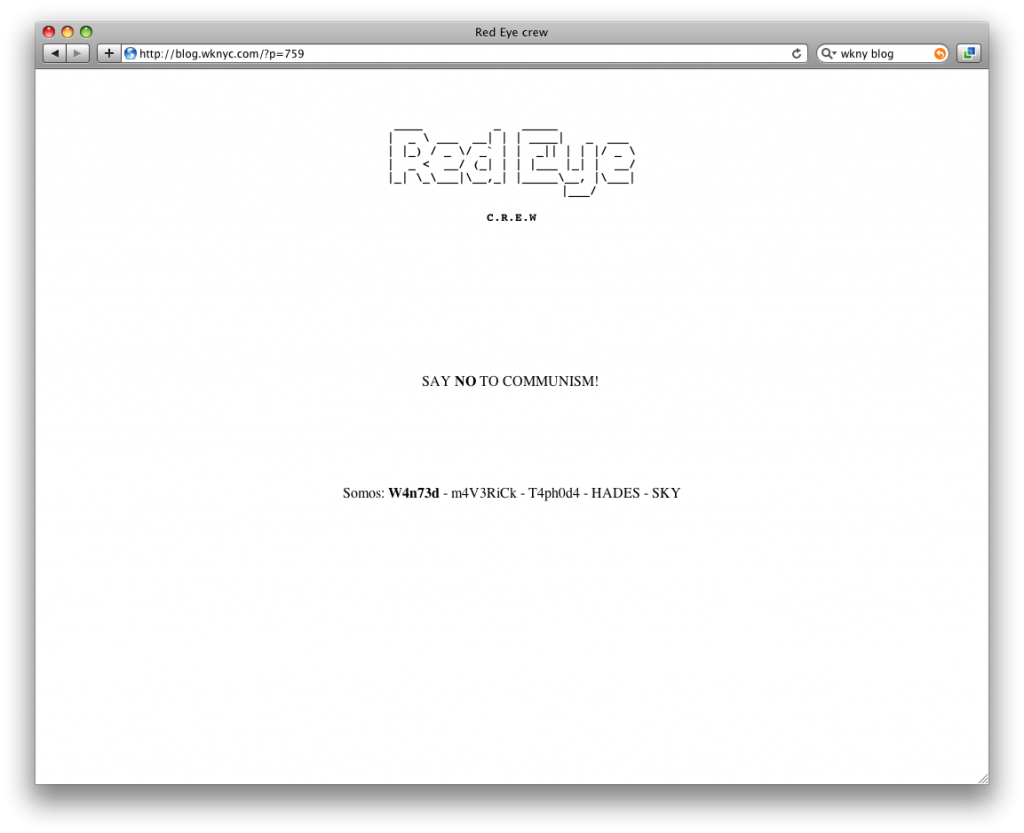 Red Eye crew
http://blog.wknyc.com/?p=759
wkny blog
Red Eye
C.R.E.W
SAY NO TO COMMUNISM!
Somos: W4n73d - m4V3RiCk - T4ph0d4 - HADES - SKY